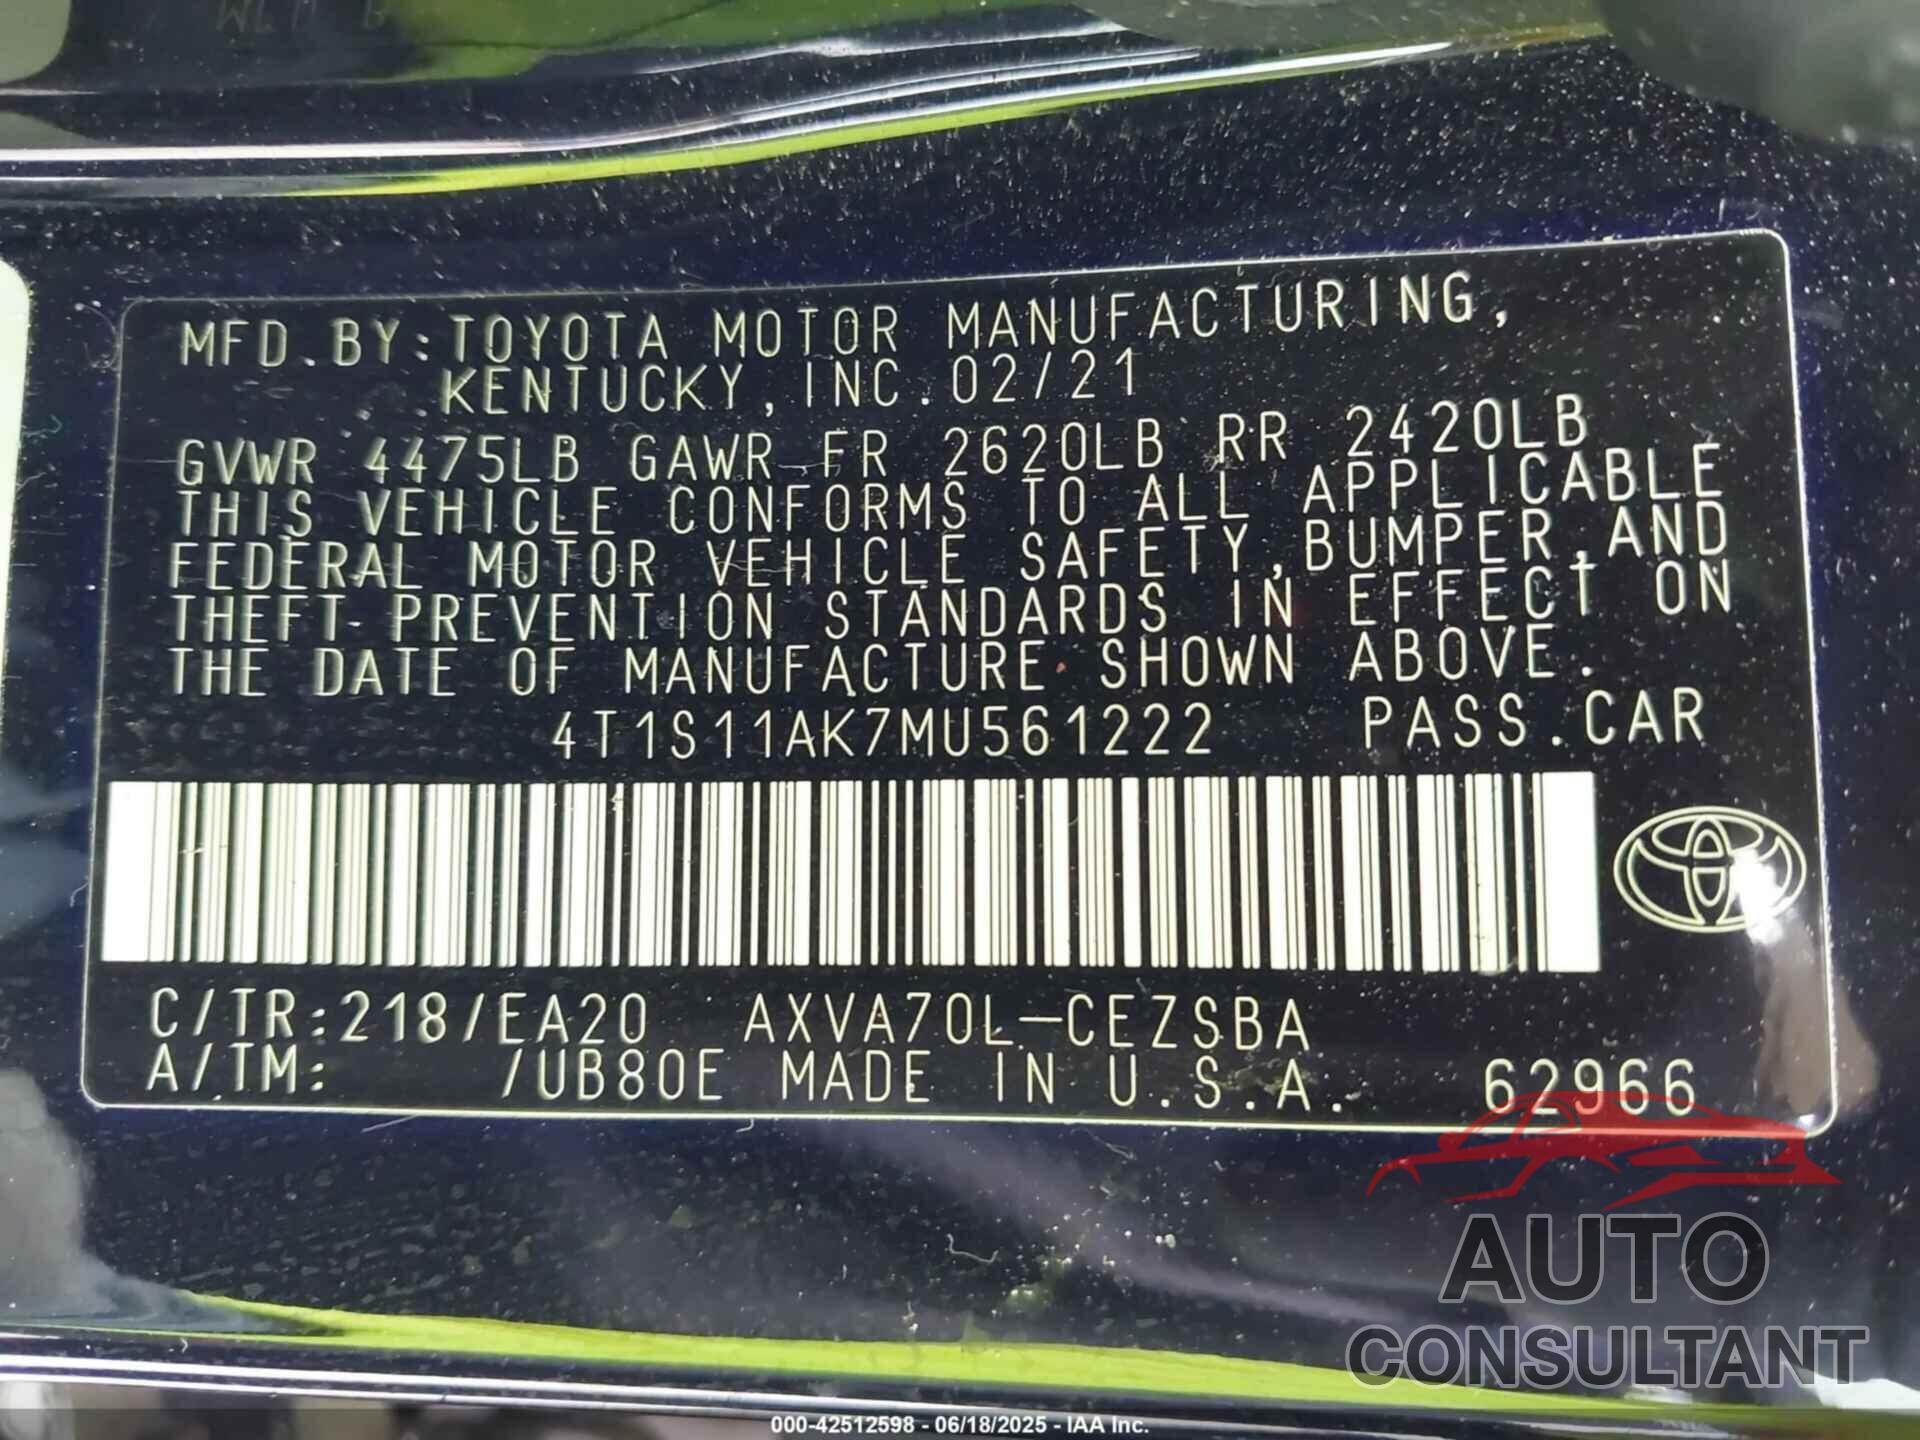 MFD.BY:TOYOTA MOTOR MANUFACTURING,
KENTUCKY,INC.02/21
GVWR 4475LB GAWR FR 2620LB RR 2420LB
THIS VEHICLE CONFORMS TO ALL APPLICABLE
FEDERAL MOTOR VEHICLE SAFETY,BUMPER,AND
THEFT PREVENTION STANDARDS IN EFFECT ON
THE DATE OF MANUFACTURE SHOWN ABOVE.
4T1S11AK7MU561222 PASS.CAR
C/TR:218/EA20 AXVA70L-CEZSBA
A/TM: /UB80E MADE IN U.S.A. 62966
AUTO
CONSULTANT
000-42512598 - 06/18/2025 - IAA Inc.